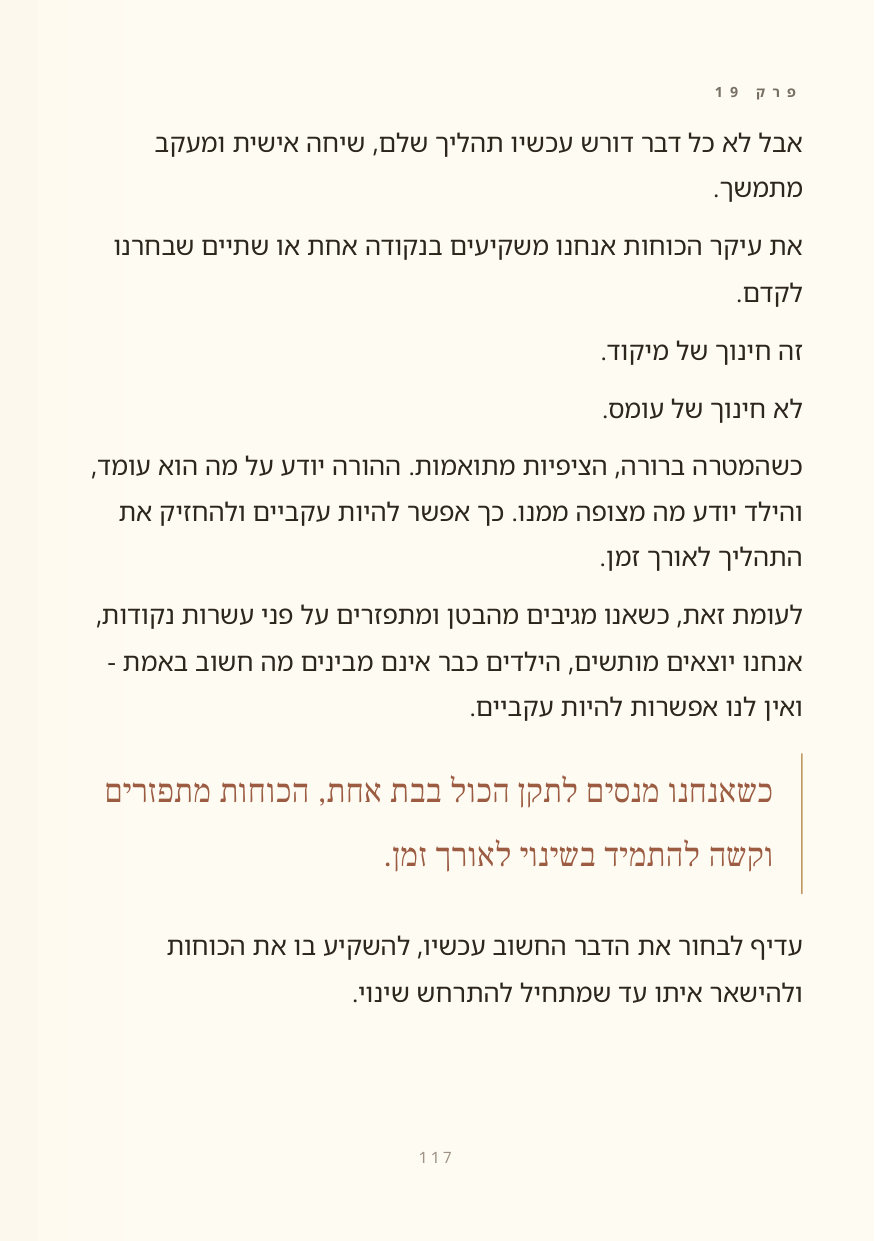 פרק 19
אבל לא כל דבר דורש עכשיו תהליך שלם, שיחה אישית ומעקב
מתמשך.
את עיקר הכוחות אנחנו משקיעים בנקודה אחת או שתיים שבחרנו
לקדם.
זה חינוך של מיקוד.
לא חינוך של עומס.
כשהמטרה ברורה, הציפיות מתואמות. ההורה יודע על מה הוא עומד,
והילד יודע מה מצופה ממנו. כך אפשר להיות עקביים ולהחזיק את
התהליך לאורך זמן.
לעומת זאת, כשאנו מגיבים מהבטן ומתפזרים על פני עשרות נקודות,
אנחנו יוצאים מותשים, הילדים כבר אינם מבינים מה חשוב באמת -
ואין לנו אפשרות להיות עקביים.
כשאנחנו מנסים לתקן הכול בבת אחת, הכוחות מתפזרים
וקשה להתמיד בשינוי לאורך זמן.
עדיף לבחור את הדבר החשוב עכשיו, להשקיע בו את הכוחות
ולהישאר איתו עד שמתחיל להתרחש שינוי.
117